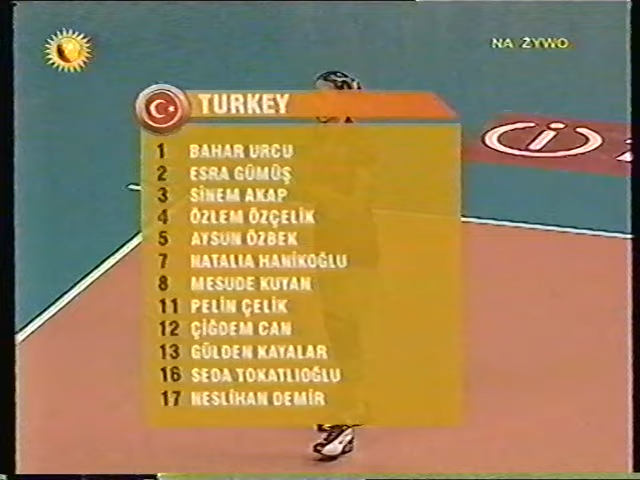 NA ŻYWO
TURKEY
1 BAHAR URCU
2 ESRA GÜMÜŞ
3 SİNEM AKAP
4 ÖZLEM ÖZÇELİK
5 AYSUN ÖZBEK
7 NATALIA HANİKOĞLU
8 MESUDE KUYAN
11 PELİN ÇELİK
12 ÇİĞDEM CAN
13 GÜLDEN KAYALAR
16 SEDA TOKATLIOĞLU
17 NESLİHAN DEMİR